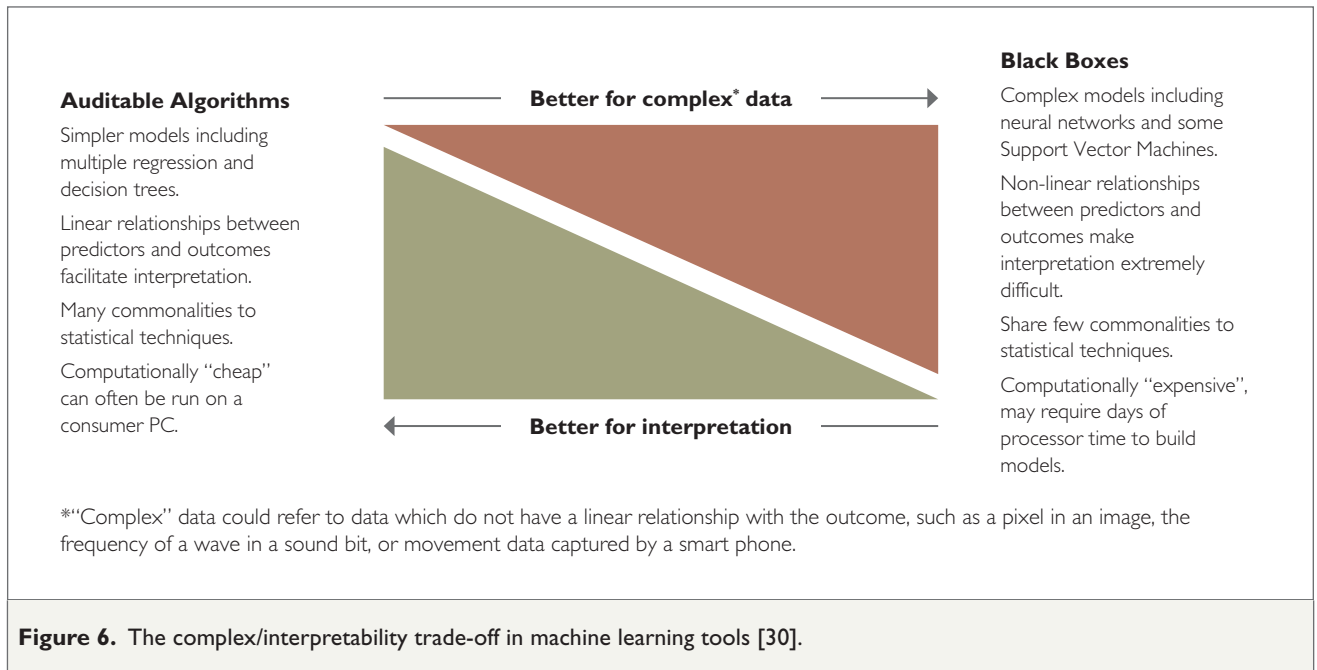 Auditable Algorithms
Simpler models including
multiple regression and
decision trees.
Linear relationships between
predictors and outcomes
facilitate interpretation.
Many commonalities to
statistical techniques.
Computationally “cheap”
can often be run on a
consumer PC.
Better for complex* data
Better for interpretation
Black Boxes
Complex models including
neural networks and some
Support Vector Machines.
Non-linear relationships
between predictors and
outcomes make
interpretation extremely
difficult.
Share few commonalities to
statistical techniques.
Computationally “expensive”,
may require days of
processor time to build
models.
*“Complex” data could refer to data which do not have a linear relationship with the outcome, such as a pixel in an image, the
frequency of a wave in a sound bit, or movement data captured by a smart phone.
Figure 6. The complex/interpretability trade-off in machine learning tools [30].